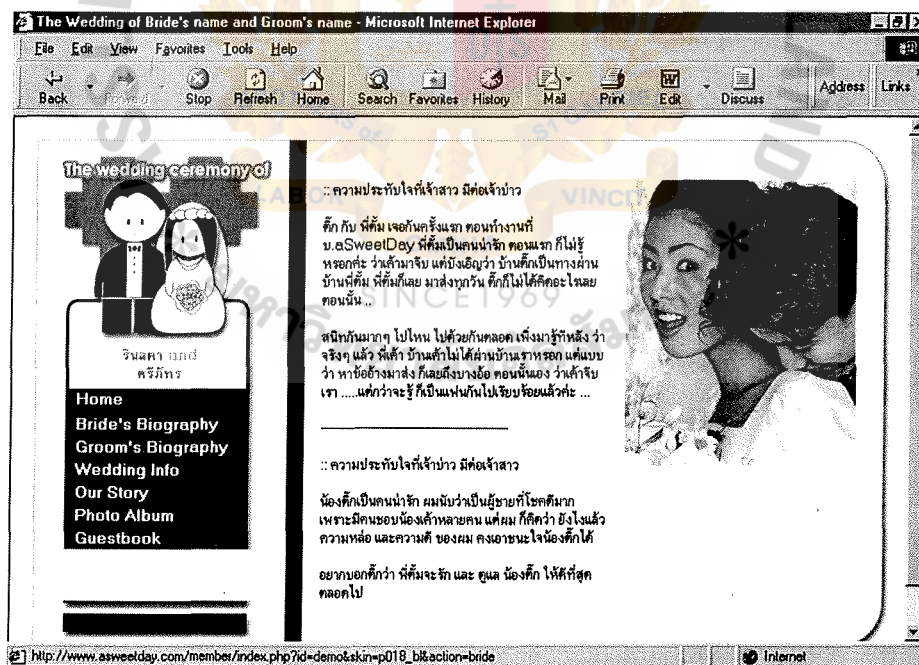 The Wedding of Bride's name and Groom's name - Microsoft Internet Explorer
File Edit View Favorites Tools Help
Back Forward Stop Refresh Home Search Favorites History Mail Print Edit Discuss Address Links
The wedding ceremony of
รินลดา and
ตรีภัทร
Home
Bride's Biography
Groom's Biography
Wedding Info
Our Story
Photo Album
Guestbook
:: ความประทับใจที่เจ้าสาว มีต่อเจ้าบ่าว
ติ๊ก กับ พี่ตั้ม เจอกันครั้งแรก ตอนทำงานที่
บ.aSweetDay พี่ตั้มเป็นคนน่ารัก ตอนแรก ก็ไม่รู้
หรอกค่ะ ว่าเค้ามาจีบ แต่บังเอิญว่า บ้านติ๊กเป็นทางผ่าน
บ้านพี่ตั้ม พี่ตั้มก็เลย มาส่งทุกวัน ติ๊กก็ไม่ได้คิดอะไรเลย
ตอนนั้น ..
สนิทกันมากๆ ไปไหน ไปด้วยกันตลอด เพิ่งมารู้ทีหลัง ว่า
จริงๆ แล้ว พี่เค้า บ้านเค้าไม่ได้ผ่านบ้านเราหรอก แต่แบบ
ว่า หาข้ออ้างมาส่ง ก็เลยถึงบางอ้อ ตอนนั้นเอง ว่าเค้าจีบ
เรา .....แต่กว่าจะรู้ ก็เป็นแฟนกันไปเรียบร้อยแล้วค่ะ ...
:: ความประทับใจที่เจ้าบ่าว มีต่อเจ้าสาว
น้องติ๊กเป็นคนน่ารัก ผมนับว่าเป็นผู้ชายที่โชคดีมาก
เพราะมีคนชอบน้องเค้าหลายคน แต่ผม ก็คิดว่า ยังไงแล้ว
ความหล่อ และความดี ของผม คงเอาชนะใจน้องติ๊กได้
อยากบอกติ๊กว่า พี่ตั้มจะรัก และ ดูแล น้องติ๊ก ให้ดีที่สุด
ตลอดไป
LABOR VINCIT
SINCE 1969
http://www.asweetday.com/member/index.php?id=demo&skin=p018_bl&action=bride Internet